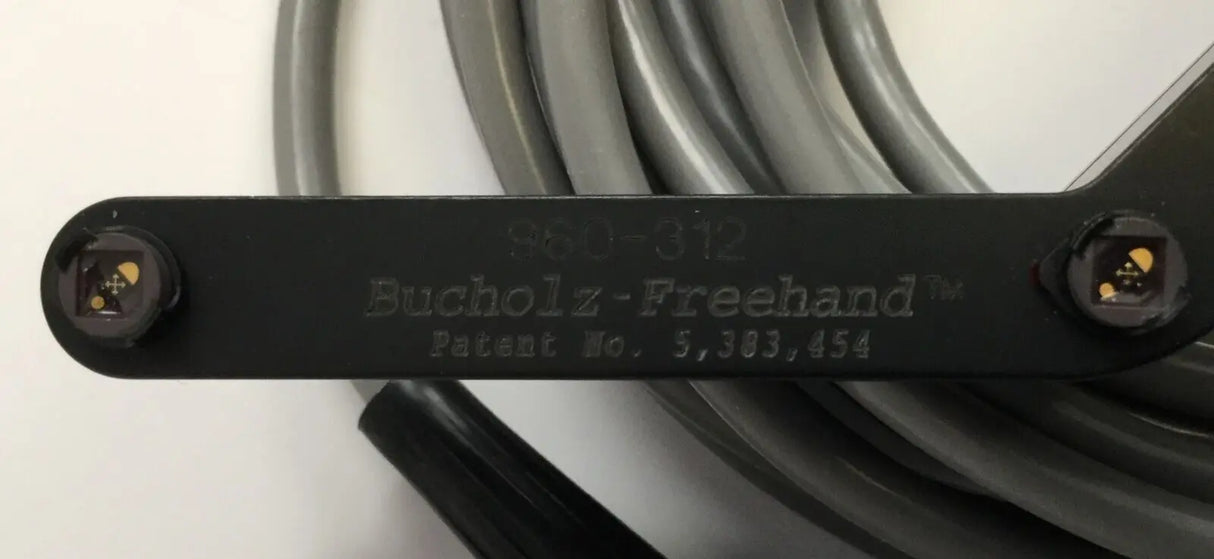 960-312
Bucholz-Freehand™
Patent No. 5,383,454